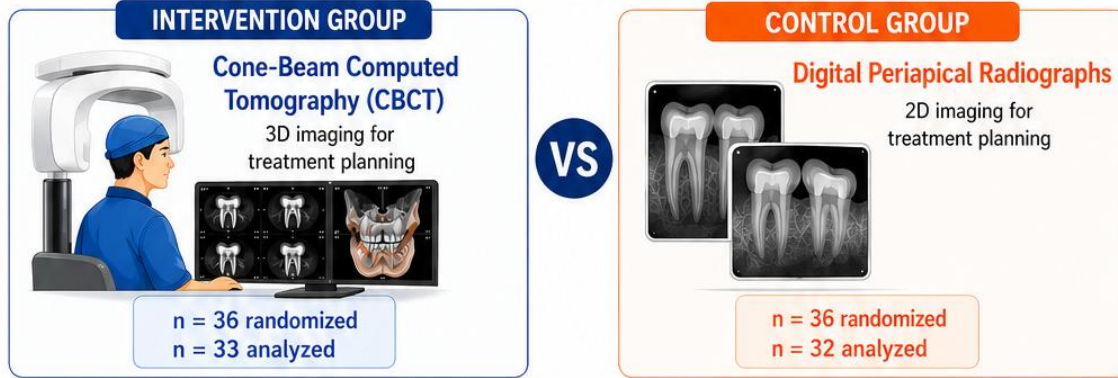 INTERVENTION GROUP
Cone-Beam Computed
Tomography (CBCT)
3D imaging for
treatment planning
n = 36 randomized
n = 33 analyzed
VS
CONTROL GROUP
Digital Periapical Radiographs
2D imaging for
treatment planning
n = 36 randomized
n = 32 analyzed